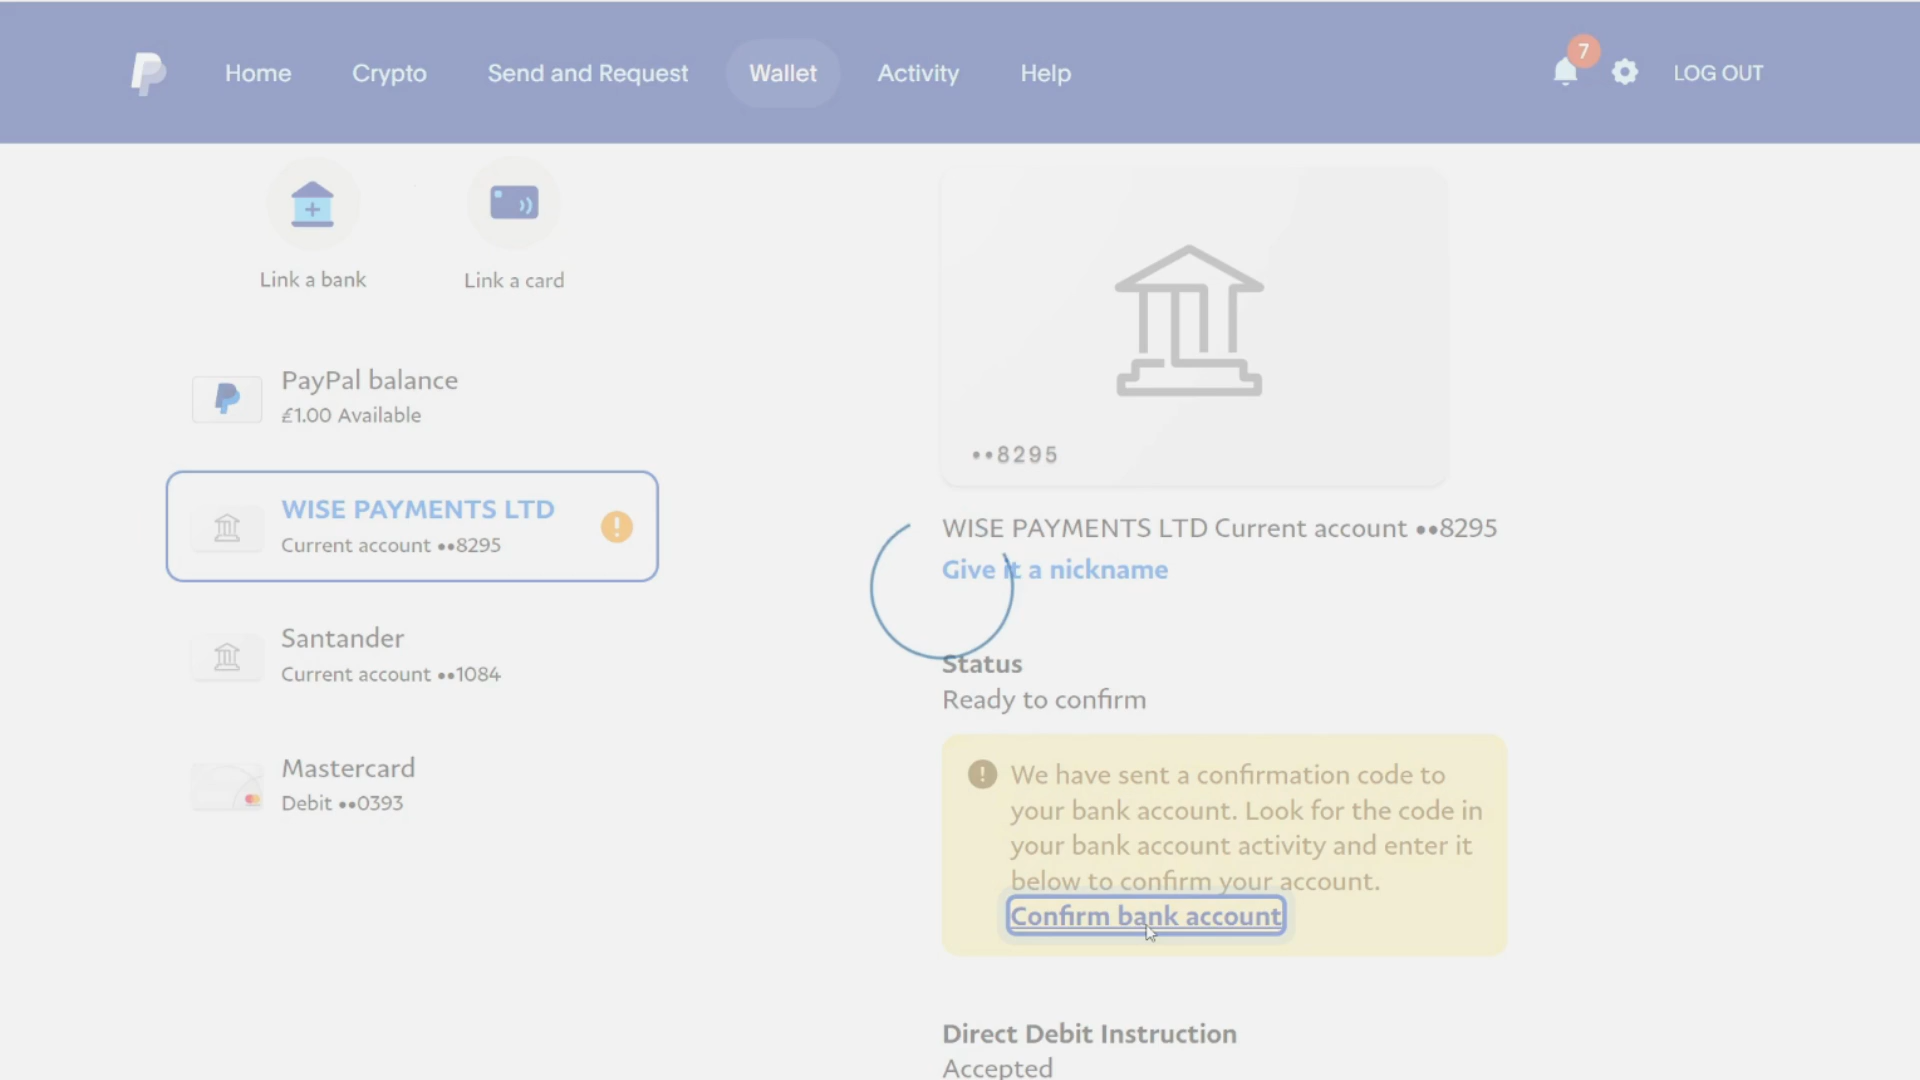 Home
Crypto
Send and Request
Wallet
Activity
Help
7
LOG OUT
Link a bank
Link a card
PayPal balance
£1.00 Available
WISE PAYMENTS LTD
Current account ••8295
Santander
Current account ••1084
Mastercard
Debit ••0393
••8295
WISE PAYMENTS LTD Current account ••8295
Give it a nickname
Status
Ready to confirm
We have sent a confirmation code to
your bank account. Look for the code in
your bank account activity and enter it
below to confirm your account.
Confirm bank account
Direct Debit Instruction
Accepted